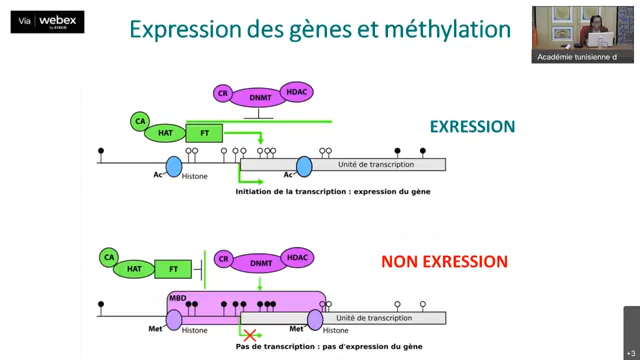 Via webex
BY CISCO
Expression des gènes et méthylation
Académie tunisienne d
CR DNMT HDAC
CA
HAT FT
EXRESSION
Unité de transcription
Ac Histone Ac
Initiation de la transcription : expression du gène
CA
HAT FT
CR DNMT HDAC
NON EXRESSION
MBD
Unité de transcription
Met Histone Met
Pas de transcription : pas d'expression du gène
+3